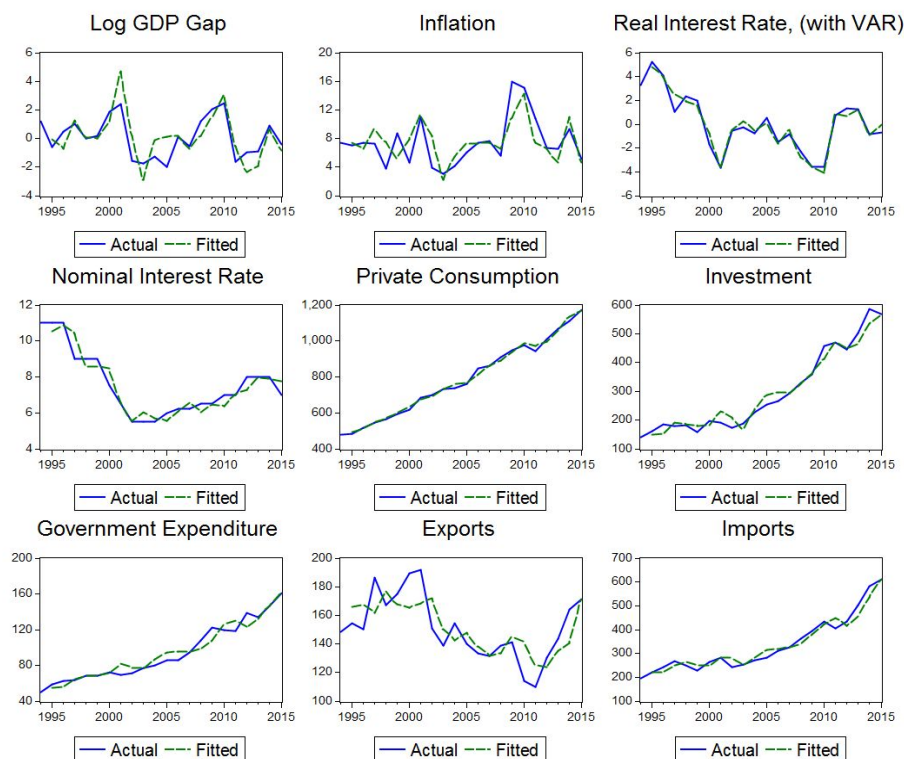 Log GDP Gap
6
4
2
0
-2
-4
1995 2000 2005 2010 2015
Actual Fitted
Inflation
20
16
12
8
4
0
1995 2000 2005 2010 2015
Actual Fitted
Real Interest Rate, (with VAR)
6
4
2
0
-2
-4
-6
1995 2000 2005 2010 2015
Actual Fitted
Nominal Interest Rate
12
10
8
6
4
1995 2000 2005 2010 2015
Actual Fitted
Private Consumption
1,200
1,000
800
600
400
1995 2000 2005 2010 2015
Actual Fitted
Investment
600
500
400
300
200
100
1995 2000 2005 2010 2015
Actual Fitted
Government Expenditure
200
160
120
80
40
1995 2000 2005 2010 2015
Actual Fitted
Exports
200
180
160
140
120
100
1995 2000 2005 2010 2015
Actual Fitted
Imports
700
600
500
400
300
200
100
1995 2000 2005 2010 2015
Actual Fitted